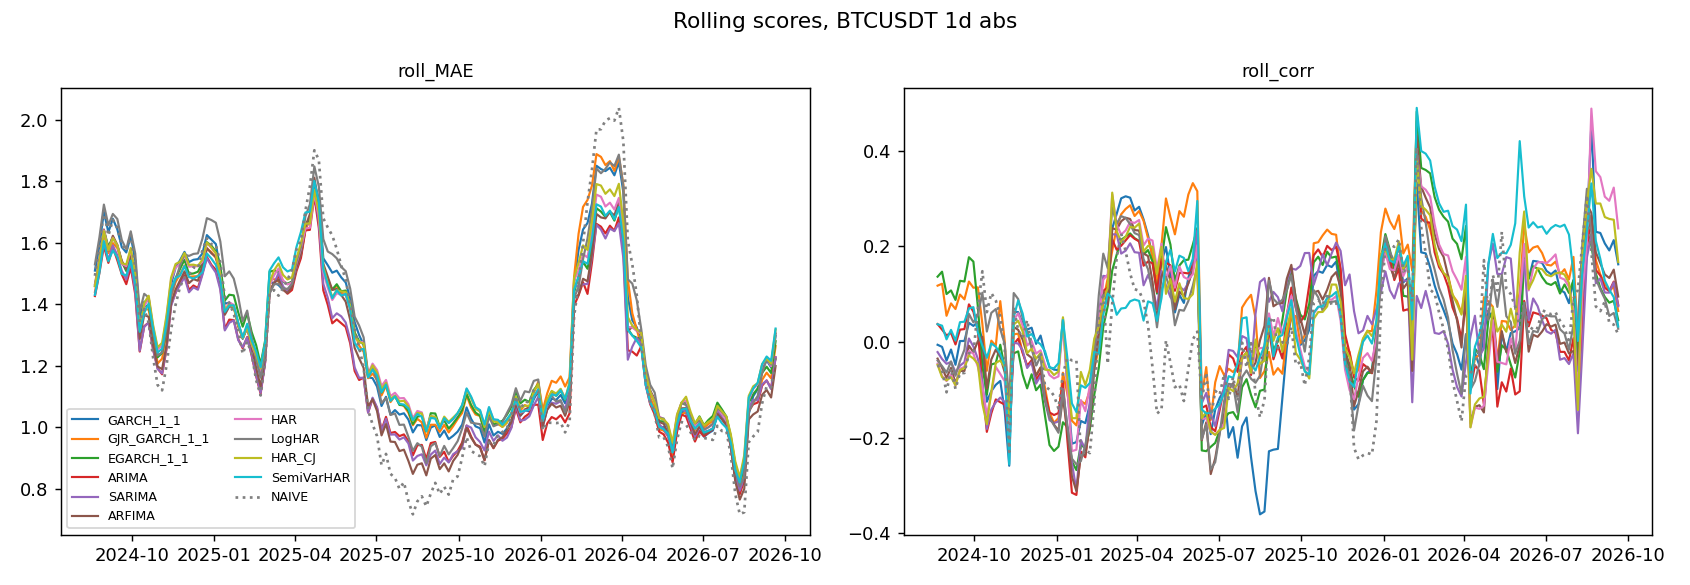 Rolling scores, BTCUSDT 1d abs
roll_MAE
2.0
1.8
1.6
1.4
1.2
1.0
0.8
GARCH_1_1
GJR_GARCH_1_1
EGARCH_1_1
ARIMA
SARIMA
ARFIMA
HAR
LogHAR
HAR_CJ
SemiVarHAR
NAIVE
2024-10 2025-01 2025-04 2025-07 2025-10 2026-01 2026-04 2026-07 2026-10
roll_corr
0.4
0.2
0.0
−0.2
−0.4
2024-10 2025-01 2025-04 2025-07 2025-10 2026-01 2026-04 2026-07 2026-10